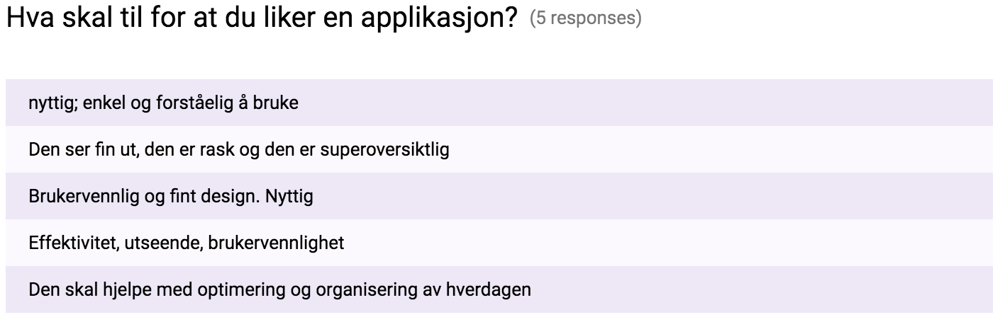 Hva skal til for at du liker en applikasjon? (5 responses)
nyttig; enkel og forståelig å bruke
Den ser fin ut, den er rask og den er superoversiktlig
Brukervennlig og fint design. Nyttig
Effektivitet, utseende, brukervennlighet
Den skal hjelpe med optimering og organisering av hverdagen